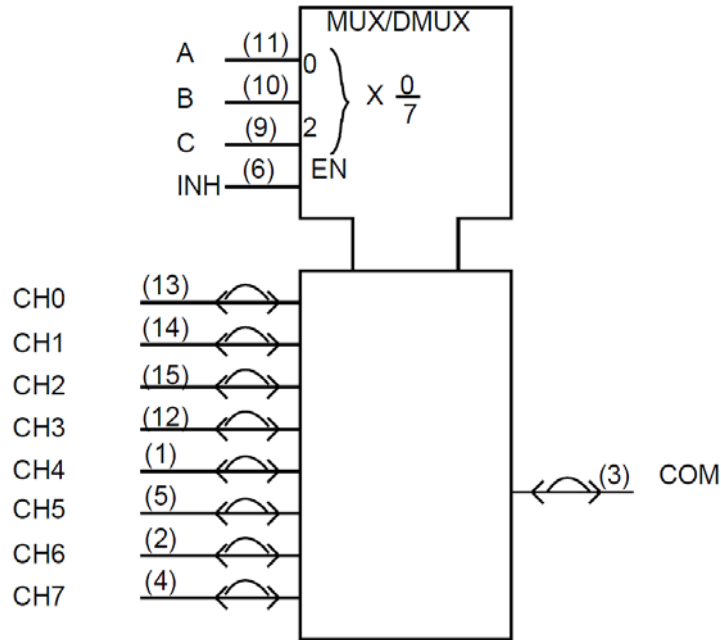 MUX/DMUX
A (11) 0
B (10) X 0/7
C (9) 2
INH (6) EN
CH0 (13)
CH1 (14)
CH2 (15)
CH3 (12)
CH4 (1)
CH5 (5)
CH6 (2)
CH7 (4)
(3) COM